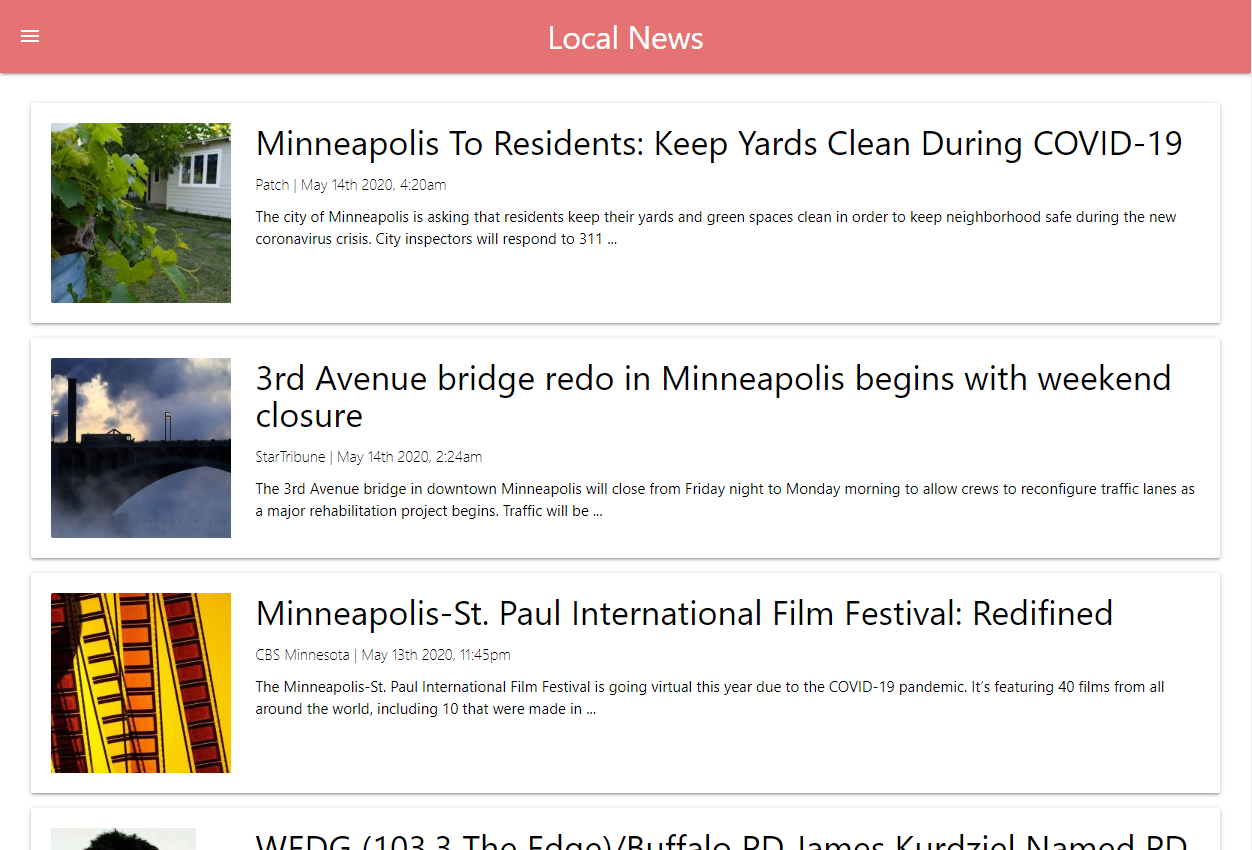 Local News
Minneapolis To Residents: Keep Yards Clean During COVID-19
Patch | May 14th 2020, 4:20am
The city of Minneapolis is asking that residents keep their yards and green spaces clean in order to keep neighborhood safe during the new
coronavirus crisis. City inspectors will respond to 311 ...
3rd Avenue bridge redo in Minneapolis begins with weekend
closure
StarTribune | May 14th 2020, 2:24am
The 3rd Avenue bridge in downtown Minneapolis will close from Friday night to Monday morning to allow crews to reconfigure traffic lanes as
a major rehabilitation project begins. Traffic will be ...
Minneapolis-St. Paul International Film Festival: Redifined
CBS Minnesota | May 13th 2020, 11:45pm
The Minneapolis-St. Paul International Film Festival is going virtual this year due to the COVID-19 pandemic. It’s featuring 40 films from all
around the world, including 10 that were made in ...
WEDG (103.3 The Edge)/Buffalo PD James Kurdziel Named PD